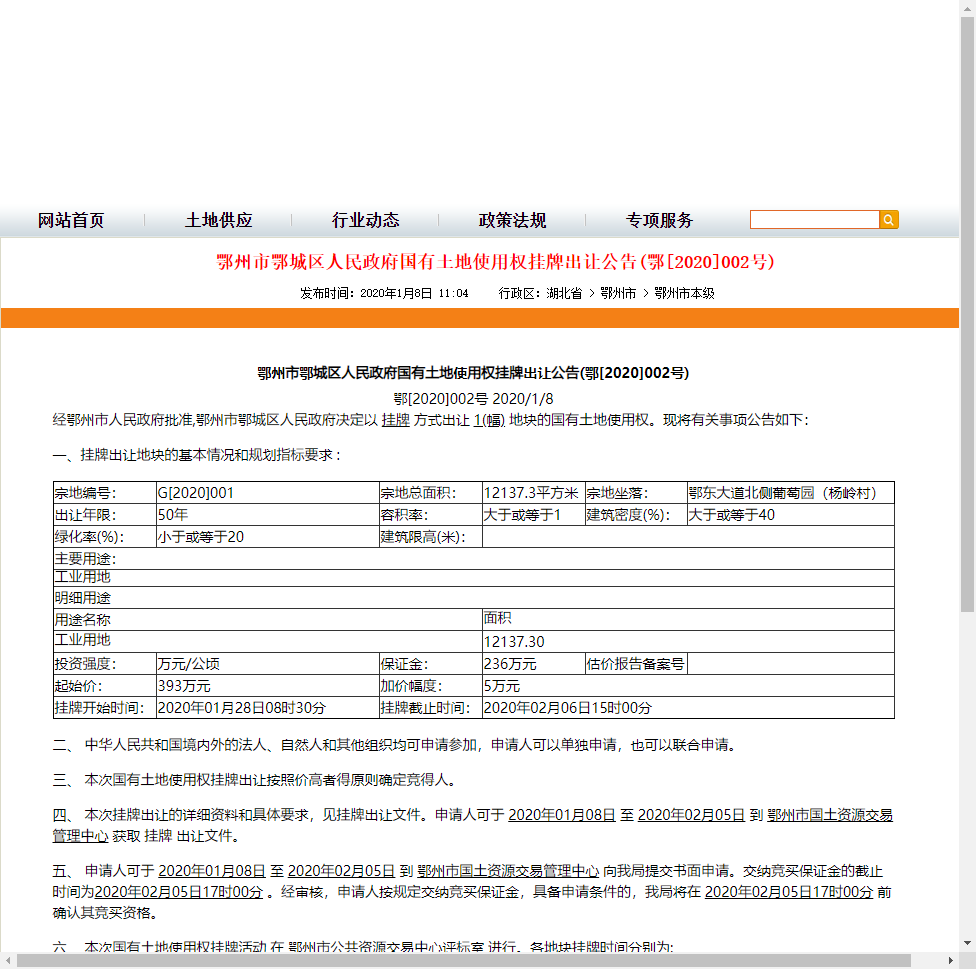 网站首页 土地供应 行业动态 政策法规 专项服务
鄂州市鄂城区人民政府国有土地使用权挂牌出让公告(鄂[2020]002号)
发布时间：2020年1月8日 11:04 行政区：湖北省 > 鄂州市 > 鄂州市本级
鄂州市鄂城区人民政府国有土地使用权挂牌出让公告(鄂[2020]002号)
鄂[2020]002号 2020/1/8
经鄂州市人民政府批准,鄂州市鄂城区人民政府决定以 挂牌 方式出让 1(幅) 地块的国有土地使用权。现将有关事项公告如下：
一、挂牌出让地块的基本情况和规划指标要求：
宗地编号： G[2020]001 宗地总面积： 12137.3平方米 宗地坐落： 鄂东大道北侧葡萄园（杨岭村）
出让年限： 50年 容积率： 大于或等于1 建筑密度(%)： 大于或等于40
绿化率(%)： 小于或等于20 建筑限高(米)：
主要用途：
工业用地
明细用途
用途名称 面积
工业用地 12137.30
投资强度： 万元/公顷 保证金： 236万元 估价报告备案号
起始价： 393万元 加价幅度： 5万元
挂牌开始时间： 2020年01月28日08时30分 挂牌截止时间： 2020年02月06日15时00分
二、 中华人民共和国境内外的法人、自然人和其他组织均可申请参加，申请人可以单独申请，也可以联合申请。
三、 本次国有土地使用权挂牌出让按照价高者得原则确定竞得人。
四、 本次挂牌出让的详细资料和具体要求，见挂牌出让文件。申请人可于 2020年01月08日 至 2020年02月05日 到 鄂州市国土资源交易
管理中心 获取 挂牌 出让文件。
五、 申请人可于 2020年01月08日 至 2020年02月05日 到 鄂州市国土资源交易管理中心 向我局提交书面申请。交纳竞买保证金的截止
时间为2020年02月05日17时00分 。经审核，申请人按规定交纳竞买保证金，具备申请条件的，我局将在 2020年02月05日17时00分 前
确认其竞买资格。
六、 本次国有土地使用权挂牌活动 在 鄂州市公共资源交易中心评标室 进行。各地块挂牌时间分别为: